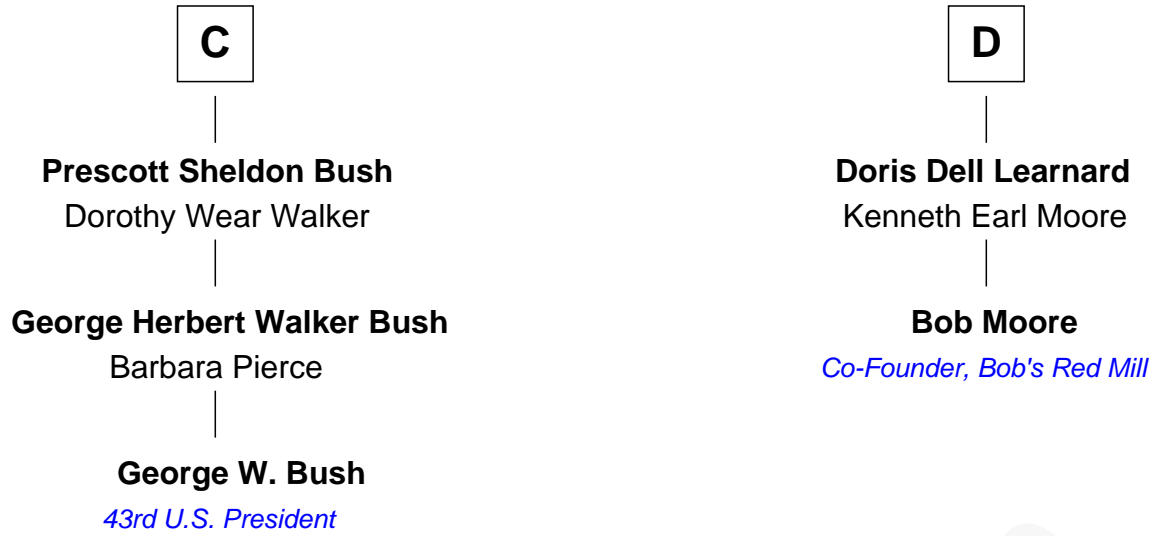 C
Prescott Sheldon Bush
Dorothy Wear Walker
George Herbert Walker Bush
Barbara Pierce
George W. Bush
43rd U.S. President
D
Doris Dell Learnard
Kenneth Earl Moore
Bob Moore
Co-Founder, Bob's Red Mill